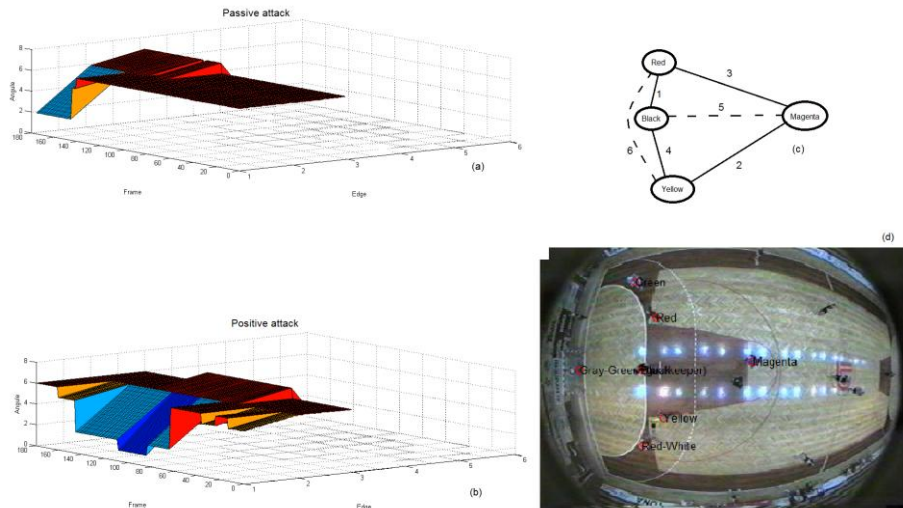 Passive attack
8
6
4
2
0
Angule
180
160
140
120
100
80
60
40
20
0
Frame
1
2
3
4
5
6
Edge
(a)
Red
3
1
5
Black
Magenta
6
4
2
(c)
Yellow
Positive attack
8
6
4
2
0
Angule
180
160
140
120
100
80
60
40
20
0
Frame
1
2
3
4
5
6
Edge
(b)
(d)
Green
Red
Magenta
Yellow
Red-White